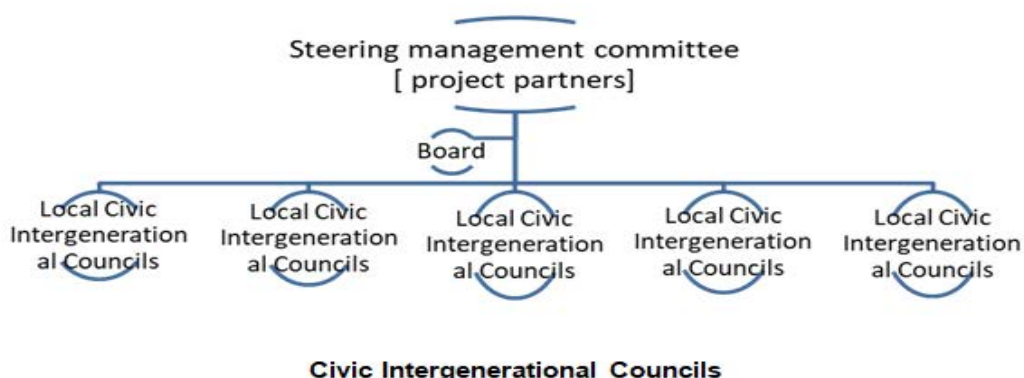 Steering management committee
[ project partners]
Board
Local Civic
Intergeneration
al Councils
Local Civic
Intergeneration
al Councils
Local Civic
Intergeneration
al Councils
Local Civic
Intergeneration
al Councils
Local Civic
Intergeneration
al Councils
Civic Intergenerational Councils